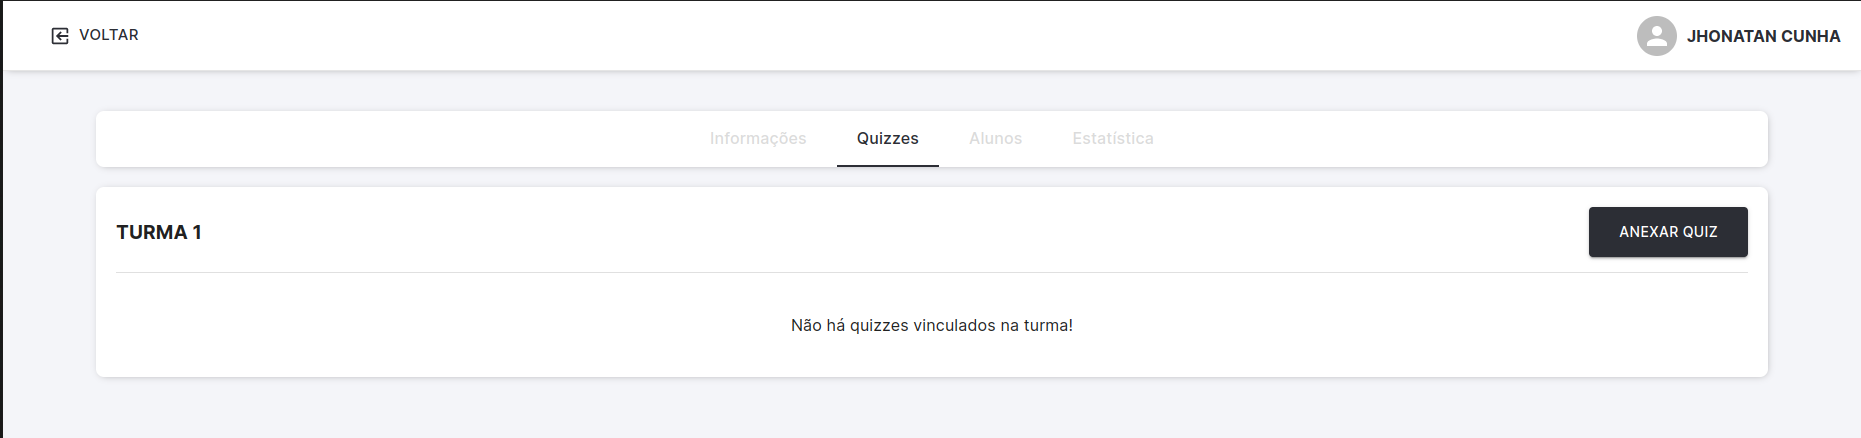 VOLTAR
JHONATAN CUNHA
Informações Quizzes Alunos Estatística
TURMA 1
ANEXAR QUIZ
Não há quizzes vinculados na turma!